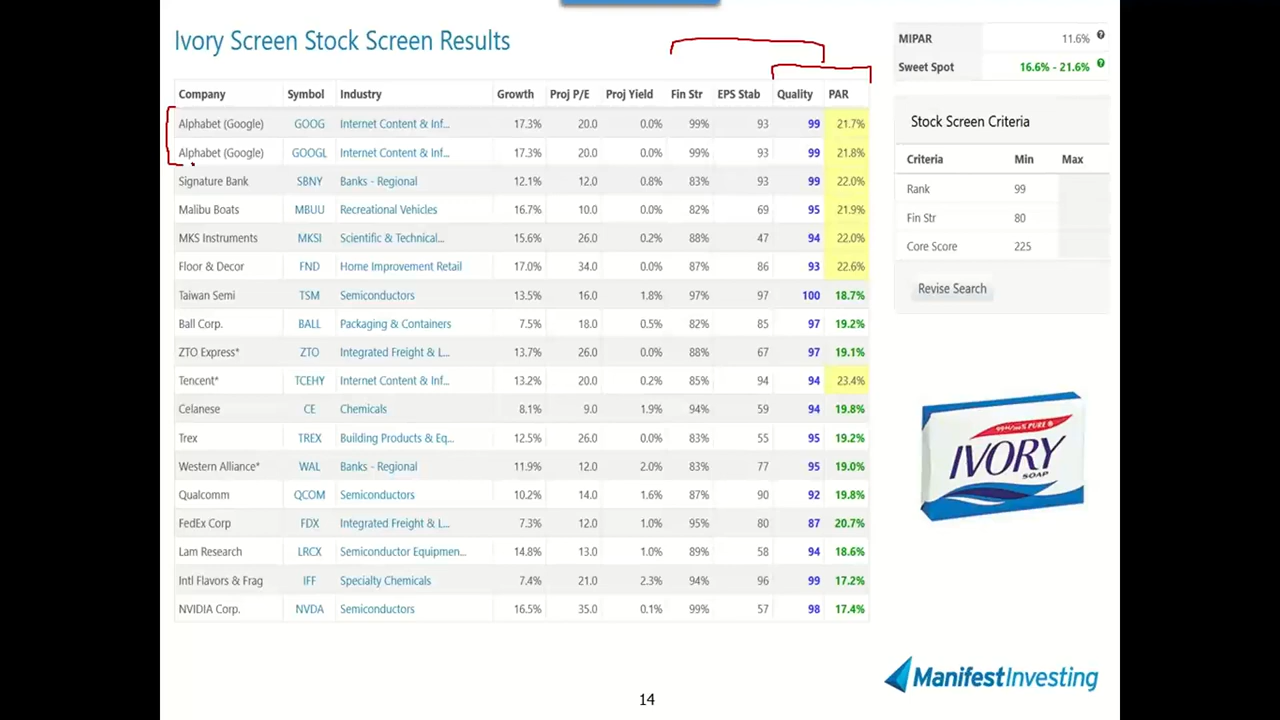 Ivory Screen Stock Screen Results
Company Symbol Industry Growth Proj P/E Proj Yield Fin Str EPS Stab Quality PAR
Alphabet (Google) GOOG Internet Content & Inf... 17.3% 20.0 0.0% 99% 93 99 21.7%
Alphabet (Google) GOOGL Internet Content & Inf... 17.3% 20.0 0.0% 99% 93 99 21.8%
Signature Bank SBNY Banks - Regional 12.1% 12.0 0.8% 83% 93 99 22.0%
Malibu Boats MBUU Recreational Vehicles 16.7% 10.0 0.0% 82% 69 95 21.9%
MKS Instruments MKSI Scientific & Technical... 15.6% 26.0 0.2% 88% 47 94 22.0%
Floor & Decor FND Home Improvement Retail 17.0% 34.0 0.0% 87% 86 93 22.6%
Taiwan Semi TSM Semiconductors 13.5% 16.0 1.8% 97% 97 100 18.7%
Ball Corp. BALL Packaging & Containers 7.5% 18.0 0.5% 82% 85 97 19.2%
ZTO Express* ZTO Integrated Freight & L... 13.7% 26.0 0.0% 88% 67 97 19.1%
Tencent* TCEHY Internet Content & Inf... 13.2% 20.0 0.2% 85% 94 94 23.4%
Celanese CE Chemicals 8.1% 9.0 1.9% 94% 59 94 19.8%
Trex TREX Building Products & Eq... 12.5% 26.0 0.0% 83% 55 95 19.2%
Western Alliance* WAL Banks - Regional 11.9% 12.0 2.0% 83% 77 95 19.0%
Qualcomm QCOM Semiconductors 10.2% 14.0 1.6% 87% 90 92 19.8%
FedEx Corp FDX Integrated Freight & L... 7.3% 12.0 1.0% 95% 80 87 20.7%
Lam Research LRCX Semiconductor Equipmen... 14.8% 13.0 1.0% 89% 58 94 18.6%
Intl Flavors & Frag IFF Specialty Chemicals 7.4% 21.0 2.3% 94% 96 99 17.2%
NVIDIA Corp. NVDA Semiconductors 16.5% 35.0 0.1% 99% 57 98 17.4%
MIPAR 11.6% ?
Sweet Spot 16.6% - 21.6% ?
Stock Screen Criteria
Criteria Min Max
Rank 99
Fin Str 80
Core Score 225
Revise Search
PURE
IVORY
SOAP
ManifestInvesting
14